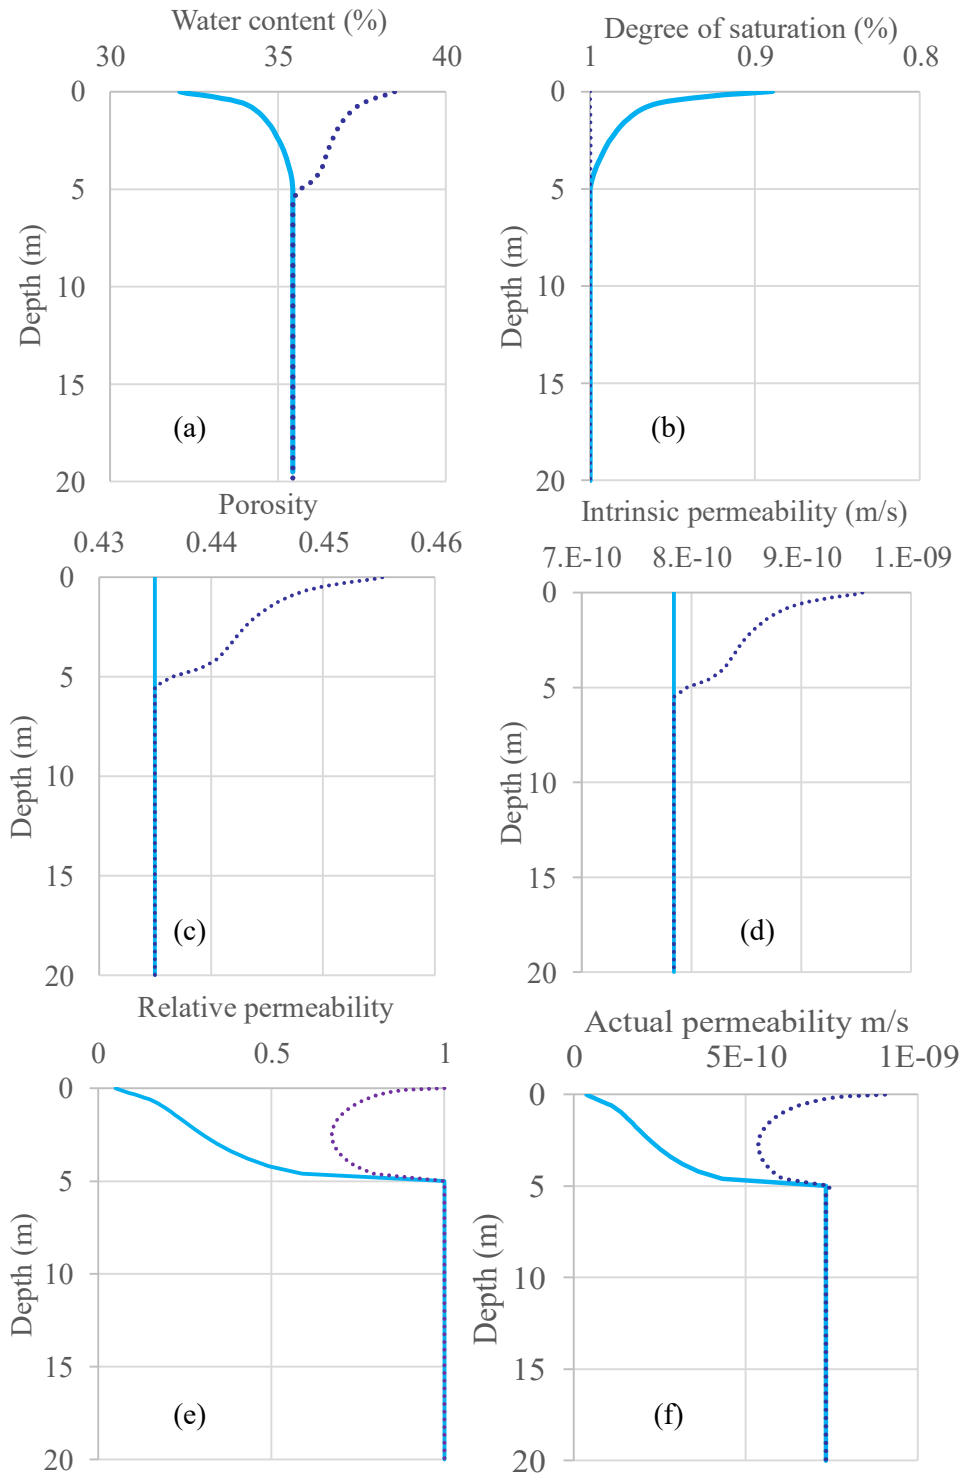 Water content (%)
30 35 40
0
5
10
15
20
Depth (m)
(a)
Degree of saturation (%)
1 0.9 0.8
0
5
10
15
20
Depth (m)
(b)
Porosity
0.43 0.44 0.45 0.46
0
5
10
15
20
Depth (m)
(c)
Intrinsic permeability (m/s)
7.E-10 8.E-10 9.E-10 1.E-09
0
5
10
15
20
Depth (m)
(d)
Relative permeability
0 0.5 1
0
5
10
15
20
Depth (m)
(e)
Actual permeability m/s
0 5E-10 1E-09
0
5
10
15
20
Depth (m)
(f)